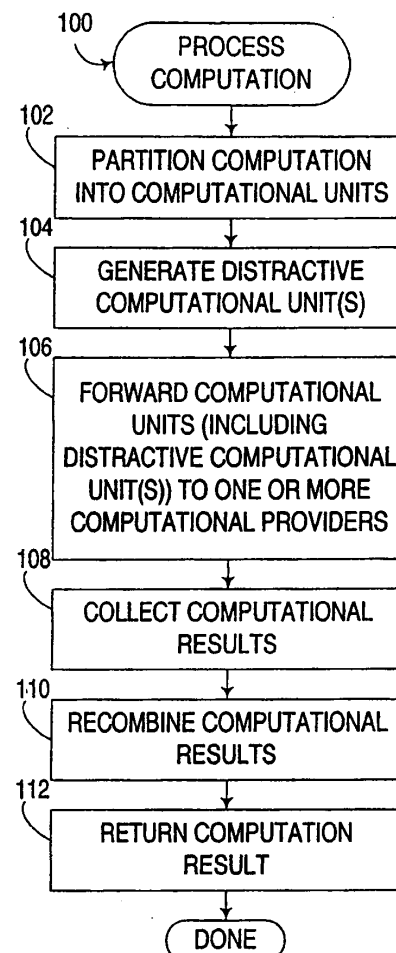 100
PROCESS
COMPUTATION
102
PARTITION COMPUTATION
INTO COMPUTATIONAL UNITS
104
GENERATE DISTRACTIVE
COMPUTATIONAL UNIT(S)
106
FORWARD COMPUTATIONAL
UNITS (INCLUDING
DISTRACTIVE COMPUTATIONAL
UNIT(S)) TO ONE OR MORE
COMPUTATIONAL PROVIDERS
108
COLLECT COMPUTATIONAL
RESULTS
110
RECOMBINE COMPUTATIONAL
RESULTS
112
RETURN COMPUTATION
RESULT
DONE